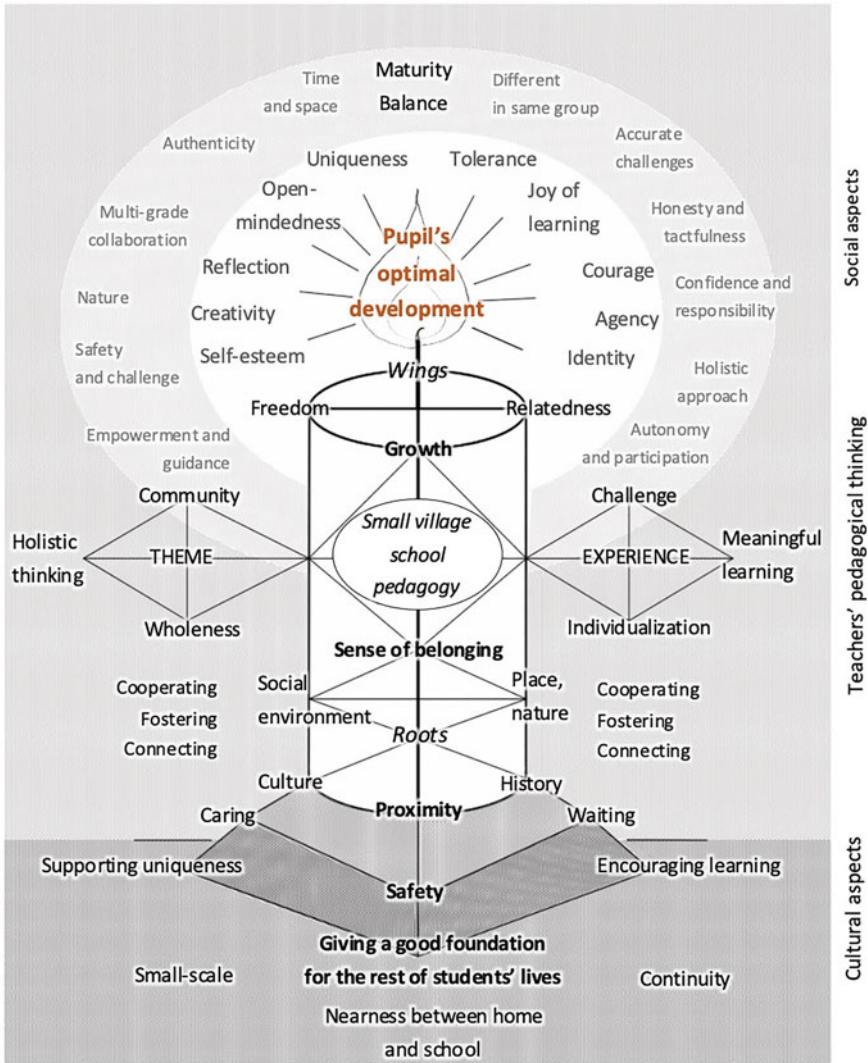 Time
and space
Maturity
Balance
Different
in same group
Authenticity
Accurate
challenges
Uniqueness
Tolerance
Open-
mindedness
Joy of
learning
Multi-grade
collaboration
Honesty and
tactfulness
Pupil's
optimal
development
Reflection
Courage
Nature
Confidence and
responsibility
Creativity
Agency
Safety
and challenge
Self-esteem
Identity
Wings
Holistic
approach
Freedom
Relatedness
Empowerment and
guidance
Growth
Autonomy
and participation
Community
Challenge
Holistic
thinking
THEME
Small village
school
pedagogy
EXPERIENCE
Meaningful
learning
Wholeness
Individualization
Sense of belonging
Cooperating
Fostering
Connecting
Social
environment
Place,
nature
Cooperating
Fostering
Connecting
Roots
Culture
History
Caring
Proximity
Waiting
Supporting uniqueness
Encouraging learning
Safety
Giving a good foundation
for the rest of students' lives
Small-scale
Continuity
Nearness between home
and school
Social aspects
Teachers' pedagogical thinking
Cultural aspects